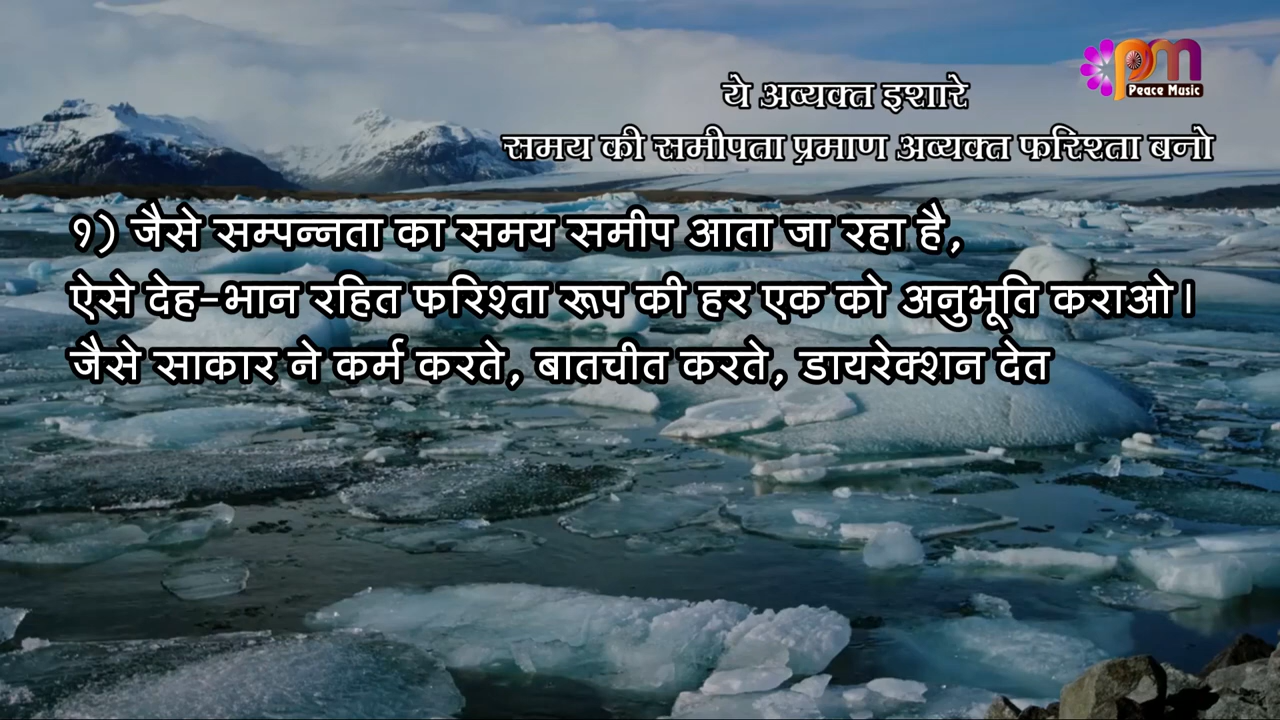 pm
Peace Music
ये अव्यक्त इशारे
समय की समीपता प्रमाण अव्यक्त फरिश्ता बनो
१) जैसे सम्पन्नता का समय समीप आता जा रहा है,
ऐसे देह-भान रहित फरिश्ता रूप की हर एक को अनुभूति कराओ।
जैसे साकार ने कर्म करते, बातचीत करते, डायरेक्शन देत